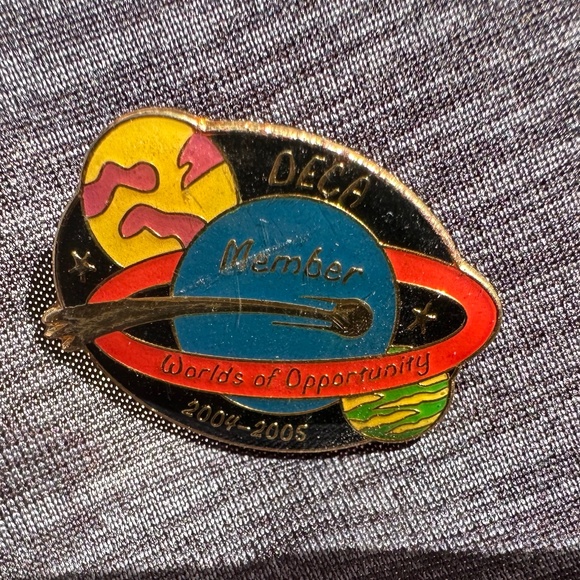 DECA
Member
Worlds of Opportunity
2004-2005